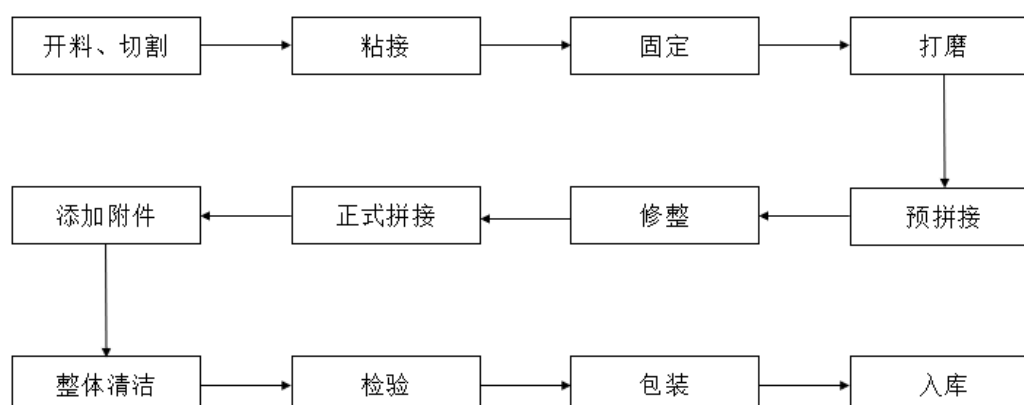 开料、切割
粘接
固定
打磨
预拼接
修整
正式拼接
添加附件
整体清洁
检验
包装
入库